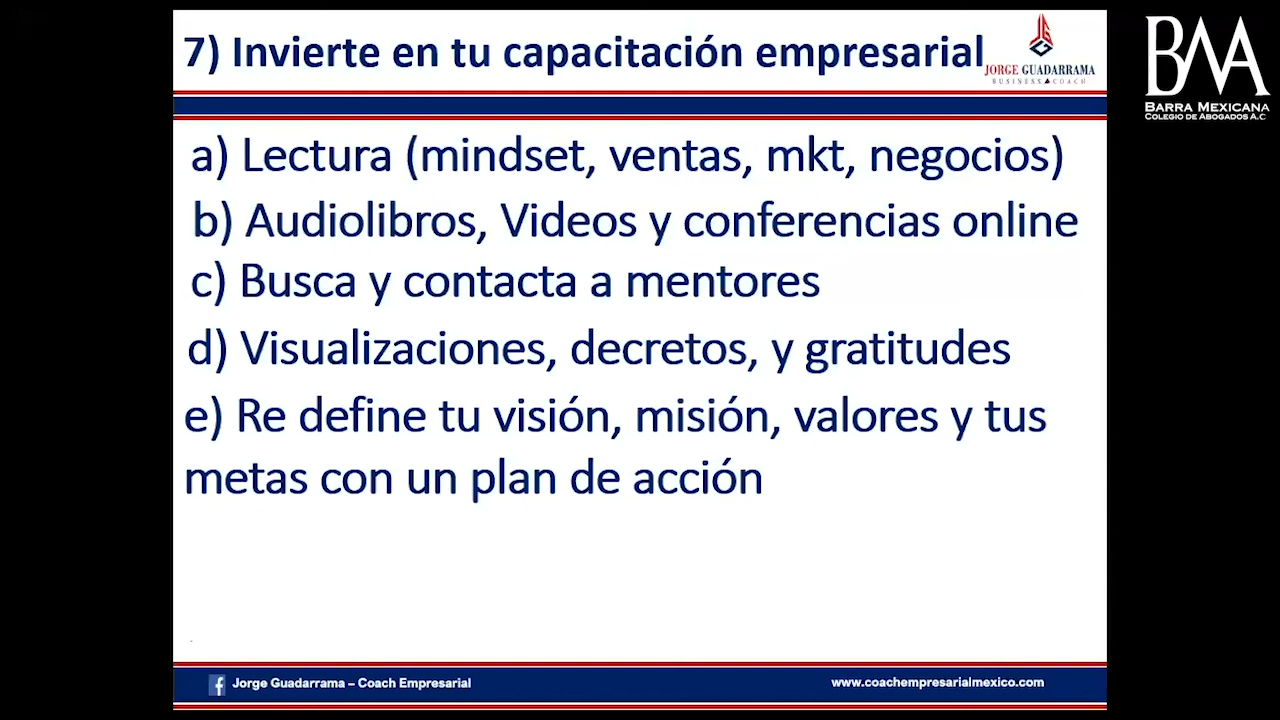 7) Invierte en tu capacitación empresarial
JORGE GUADARRAMA
BUSINESS COACH
BMA
BARRA MEXICANA
COLEGIO DE ABOGADOS A.C
a) Lectura (mindset, ventas, mkt, negocios)
b) Audiolibros, Videos y conferencias online
c) Busca y contacta a mentores
d) Visualizaciones, decretos, y gratitudes
e) Re define tu visión, misión, valores y tus
metas con un plan de acción
Jorge Guadarrama – Coach Empresarial
www.coachempresarialmexico.com